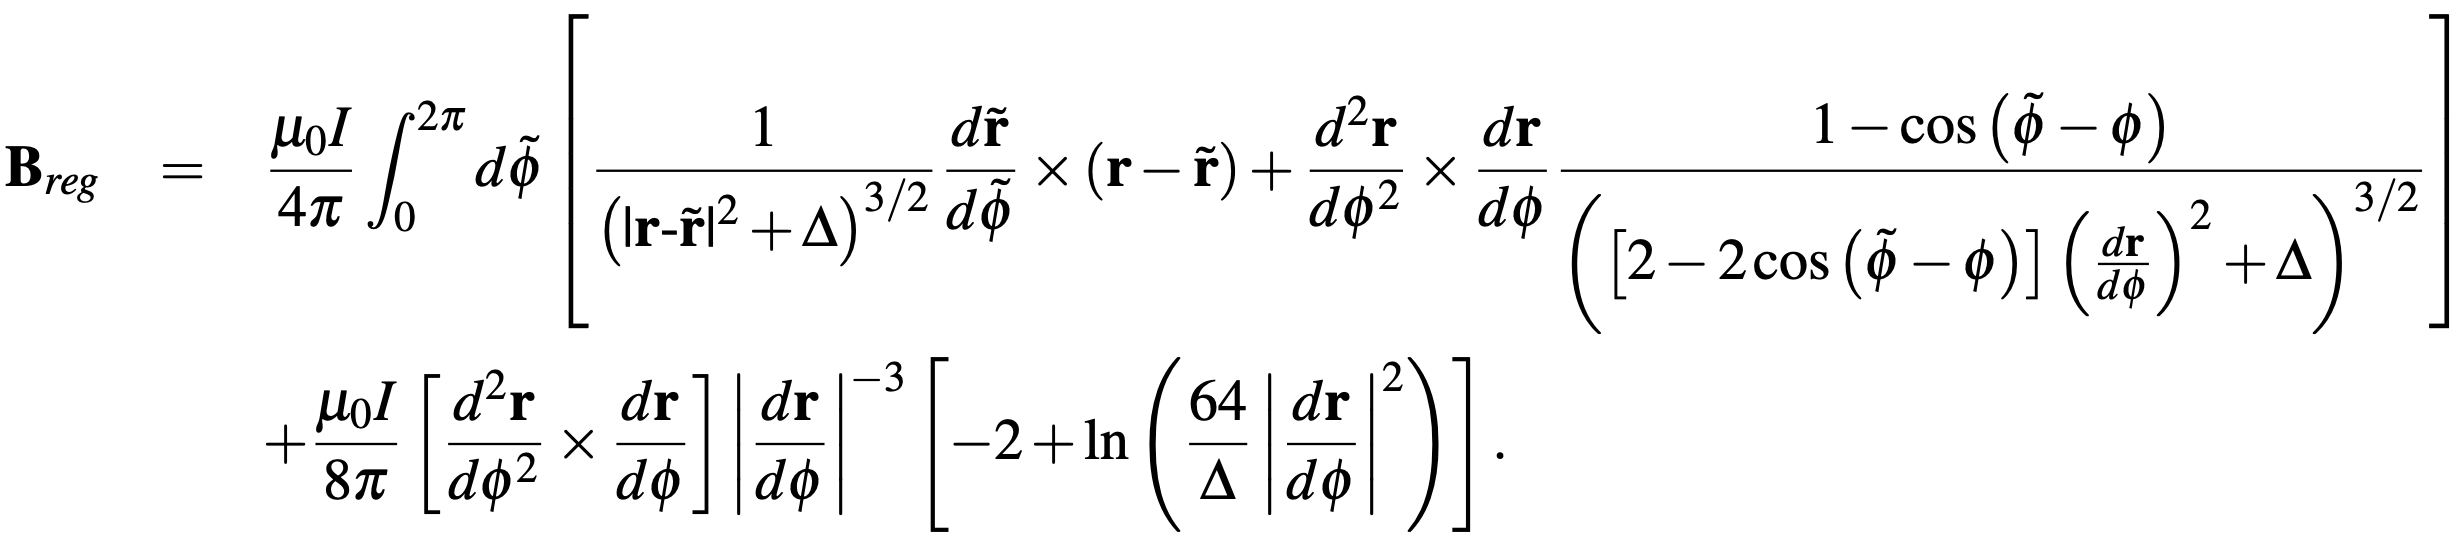 $$\mathbf{B}_{reg} = \frac{\mu_0 I}{4\pi} \int_0^{2\pi} d\tilde{\phi} \left[ \frac{1}{\left(|\mathbf{r}\text{-}\tilde{\mathbf{r}}|^2 + \Delta\right)^{3/2}} \frac{d\tilde{\mathbf{r}}}{d\tilde{\phi}} \times (\mathbf{r} - \tilde{\mathbf{r}}) + \frac{d^2\mathbf{r}}{d\phi^2} \times \frac{d\mathbf{r}}{d\phi} \frac{1 - \cos\left(\tilde{\phi} - \phi\right)}{\left(\left[2 - 2\cos\left(\tilde{\phi} - \phi\right)\right] \left(\frac{d\mathbf{r}}{d\phi}\right)^2 + \Delta\right)^{3/2}} \right]$$
$$+ \frac{\mu_0 I}{8\pi} \left[ \frac{d^2\mathbf{r}}{d\phi^2} \times \frac{d\mathbf{r}}{d\phi} \right] \left| \frac{d\mathbf{r}}{d\phi} \right|^{-3} \left[ -2 + \ln\left( \frac{64}{\Delta} \left| \frac{d\mathbf{r}}{d\phi} \right|^2 \right) \right].$$